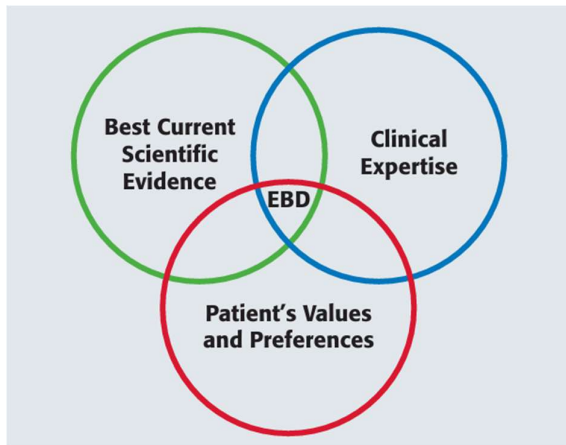 Best Current
Scientific
Evidence
Clinical
Expertise
EBD
Patient's Values
and Preferences